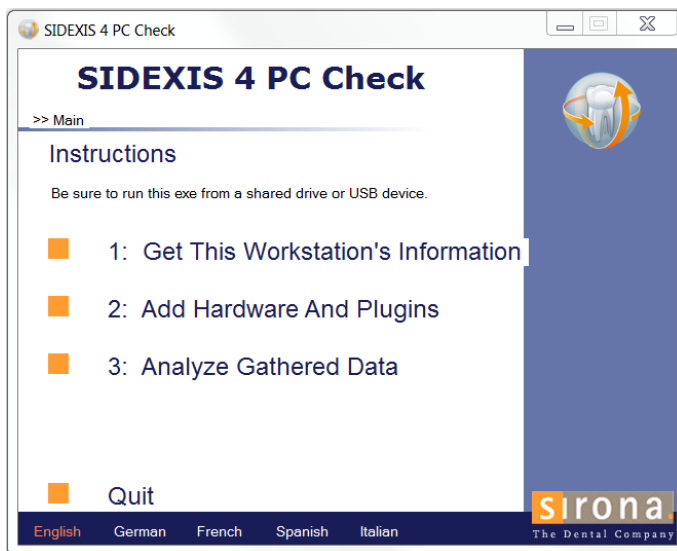 SIDEXIS 4 PC Check
SIDEXIS 4 PC Check
>> Main
Instructions
Be sure to run this exe from a shared drive or USB device.
1: Get This Workstation's Information
2: Add Hardware And Plugins
3: Analyze Gathered Data
Quit
sirona.
The Dental Company
English German French Spanish Italian